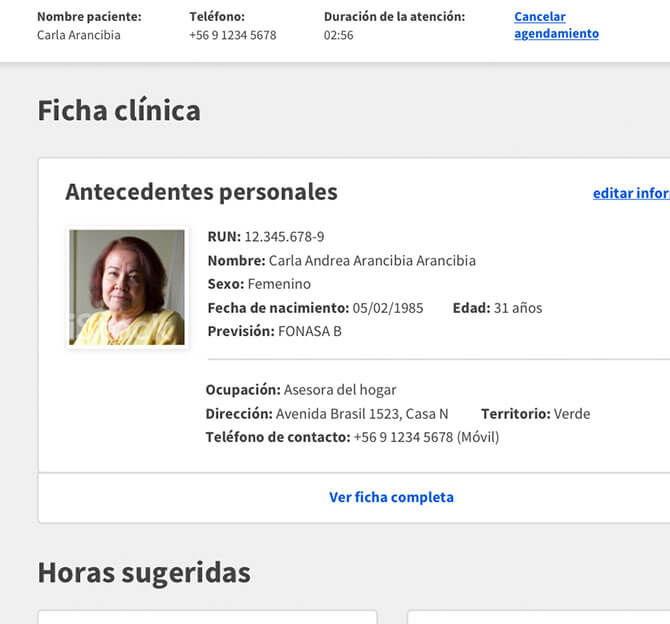 Nombre paciente: Teléfono: Duración de la atención: Cancelar
Carla Arancibia +56 9 1234 5678 02:56 agendamiento
Ficha clínica
Antecedentes personales editar infor
RUN: 12.345.678-9
Nombre: Carla Andrea Arancibia Arancibia
Sexo: Femenino
Fecha de nacimiento: 05/02/1985 Edad: 31 años
Previsión: FONASA B
Ocupación: Asesora del hogar
Dirección: Avenida Brasil 1523, Casa N Territorio: Verde
Teléfono de contacto: +56 9 1234 5678 (Móvil)
Ver ficha completa
Horas sugeridas